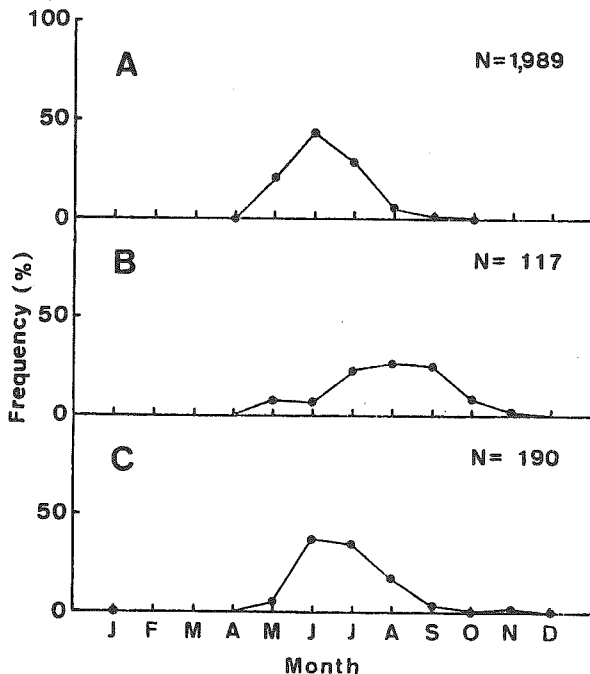 100
A
N=1,989
50
0
B
N= 117
50
0
C
N= 190
50
0
J F M A M J J A S O N D
Month
Frequency (%)